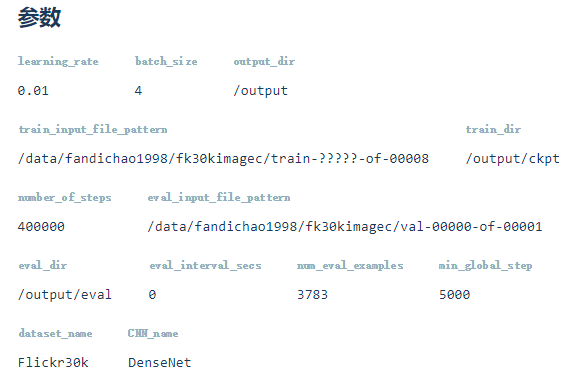 参数
learning_rate batch_size output_dir
0.01 4 /output
train_input_file_pattern train_dir
/data/fandichao1998/fk30kimagec/train-?????-of-00008 /output/ckpt
number_of_steps eval_input_file_pattern
400000 /data/fandichao1998/fk30kimagec/val-00000-of-00001
eval_dir eval_interval_secs num_eval_examples min_global_step
/output/eval 0 3783 5000
dataset_name CNN_name
Flickr30k DenseNet